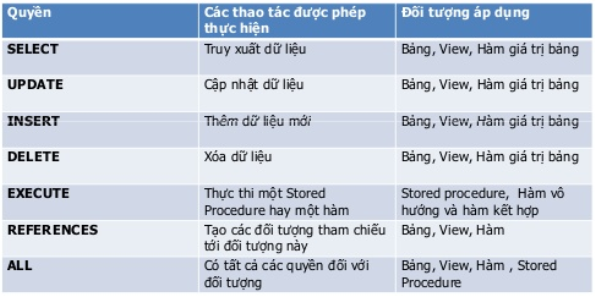 Quyền
Các thao tác được phép
thực hiện
Đối tượng áp dụng
SELECT
Truy xuất dữ liệu
Bảng, View, Hàm giá trị bảng
UPDATE
Cập nhật dữ liệu
Bảng, View, Hàm giá trị bảng
INSERT
Thêm dữ liệu mới
Bảng, View, Hàm giá trị bảng
DELETE
Xóa dữ liệu
Bảng, View, Hàm giá trị bảng
EXECUTE
Thực thi một Stored
Procedure hay một hàm
Stored procedure, Hàm vô
hướng và hàm kết hợp
REFERENCES
Tạo các đối tượng tham chiếu
tới đối tượng này
Bảng, View, Hàm
ALL
Có tất cả các quyền đối với
đối tượng
Bảng, View, Hàm , Stored
Procedure